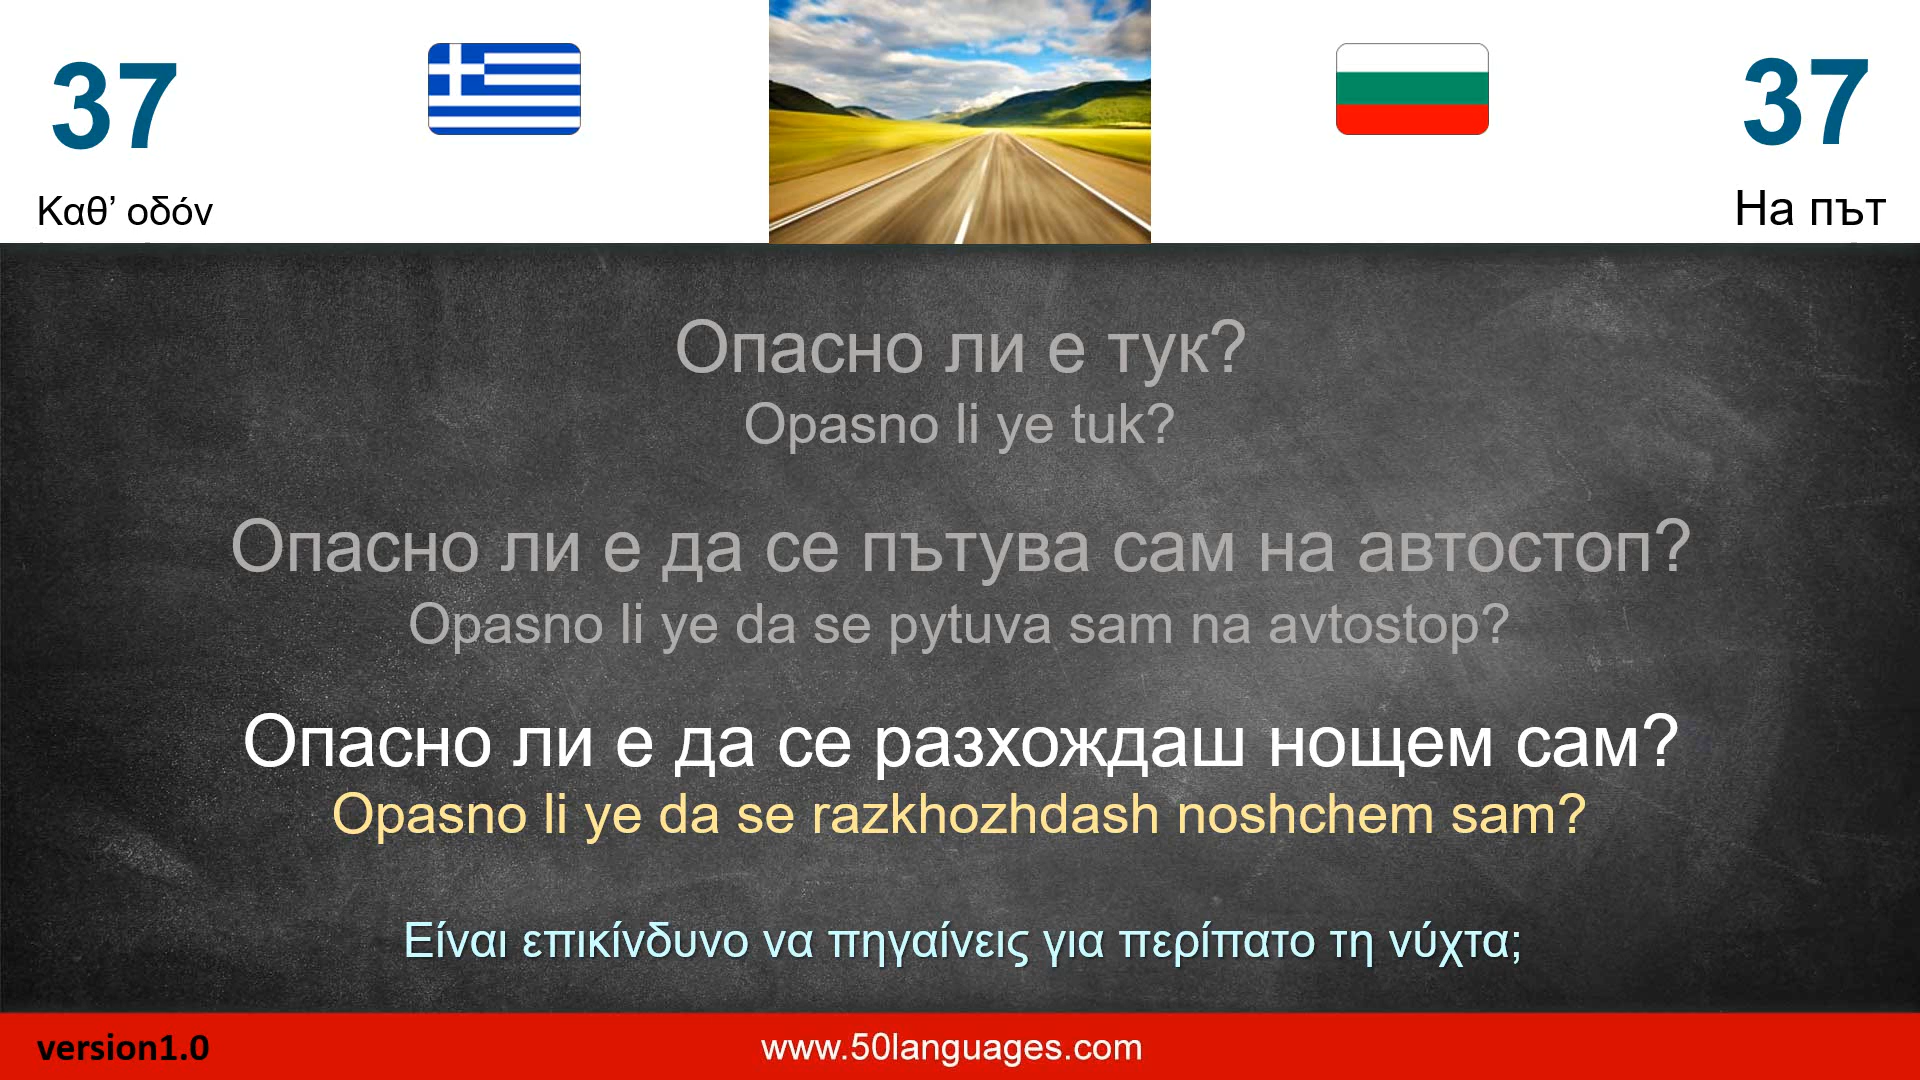 37
37
Καθ’ οδόν
На път
Опасно ли е тук?
Opasno li ye tuk?
Опасно ли е да се пътува сам на автостоп?
Opasno li ye da se pytuva sam na avtostop?
Опасно ли е да се разхождаш нощем сам?
Opasno li ye da se razkhozhdash noshchem sam?
Είναι επικίνδυνο να πηγαίνεις για περίπατο τη νύχτα;
version1.0
www.50languages.com